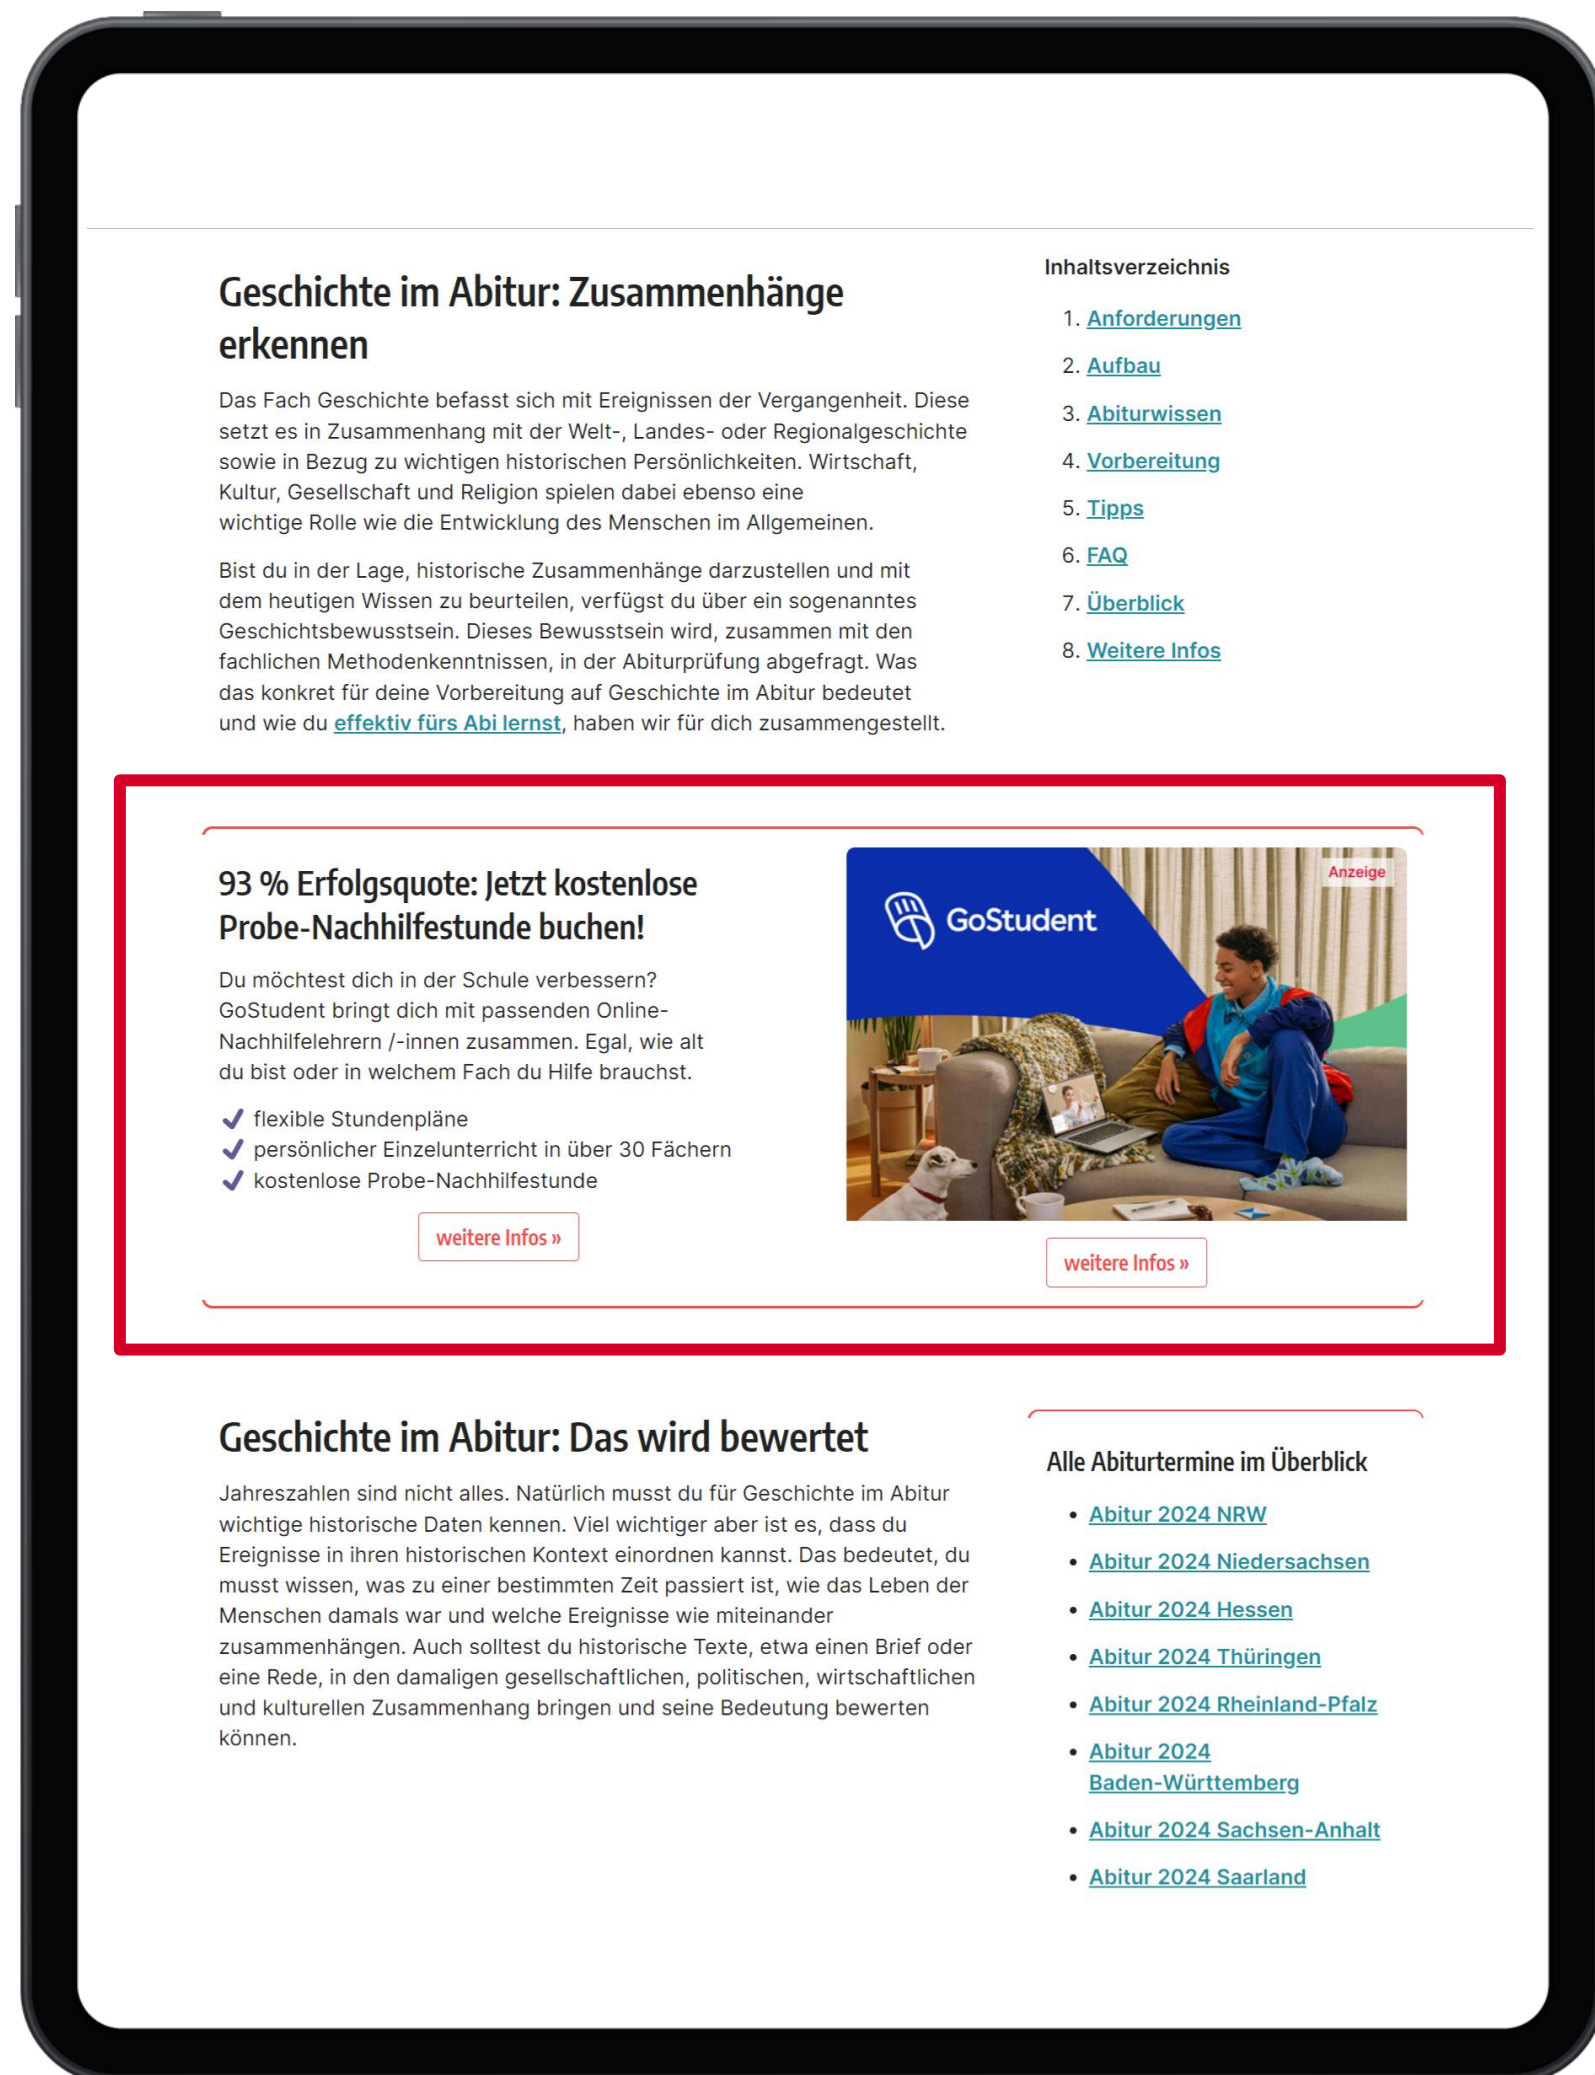 Geschichte im Abitur: Zusammenhänge
erkennen
Das Fach Geschichte befasst sich mit Ereignissen der Vergangenheit. Diese
setzt es in Zusammenhang mit der Welt-, Landes- oder Regionalgeschichte
sowie in Bezug zu wichtigen historischen Persönlichkeiten. Wirtschaft,
Kultur, Gesellschaft und Religion spielen dabei ebenso eine
wichtige Rolle wie die Entwicklung des Menschen im Allgemeinen.
Bist du in der Lage, historische Zusammenhänge darzustellen und mit
dem heutigen Wissen zu beurteilen, verfügst du über ein sogenanntes
Geschichtsbewusstsein. Dieses Bewusstsein wird, zusammen mit den
fachlichen Methodenkenntnissen, in der Abiturprüfung abgefragt. Was
das konkret für deine Vorbereitung auf Geschichte im Abitur bedeutet
und wie du effektiv fürs Abi lernst, haben wir für dich zusammengestellt.
Inhaltsverzeichnis
1. Anforderungen
2. Aufbau
3. Abiturwissen
4. Vorbereitung
5. Tipps
6. FAQ
7. Überblick
8. Weitere Infos
93 % Erfolgsquote: Jetzt kostenlose
Probe-Nachhilfestunde buchen!
Du möchtest dich in der Schule verbessern?
GoStudent bringt dich mit passenden Online-
Nachhilfelehrern /-innen zusammen. Egal, wie alt
du bist oder in welchem Fach du Hilfe brauchst.
✔ flexible Stundenpläne
✔ persönlicher Einzelunterricht in über 30 Fächern
✔ kostenlose Probe-Nachhilfestunde
weitere Infos »
Anzeige
GoStudent
weitere Infos »
Geschichte im Abitur: Das wird bewertet
Jahreszahlen sind nicht alles. Natürlich musst du für Geschichte im Abitur
wichtige historische Daten kennen. Viel wichtiger aber ist es, dass du
Ereignisse in ihren historischen Kontext einordnen kannst. Das bedeutet, du
musst wissen, was zu einer bestimmten Zeit passiert ist, wie das Leben der
Menschen damals war und welche Ereignisse wie miteinander
zusammenhängen. Auch solltest du historische Texte, etwa einen Brief oder
eine Rede, in den damaligen gesellschaftlichen, politischen, wirtschaftlichen
und kulturellen Zusammenhang bringen und seine Bedeutung bewerten
können.
Alle Abiturtermine im Überblick
• Abitur 2024 NRW
• Abitur 2024 Niedersachsen
• Abitur 2024 Hessen
• Abitur 2024 Thüringen
• Abitur 2024 Rheinland-Pfalz
• Abitur 2024
Baden-Württemberg
• Abitur 2024 Sachsen-Anhalt
• Abitur 2024 Saarland